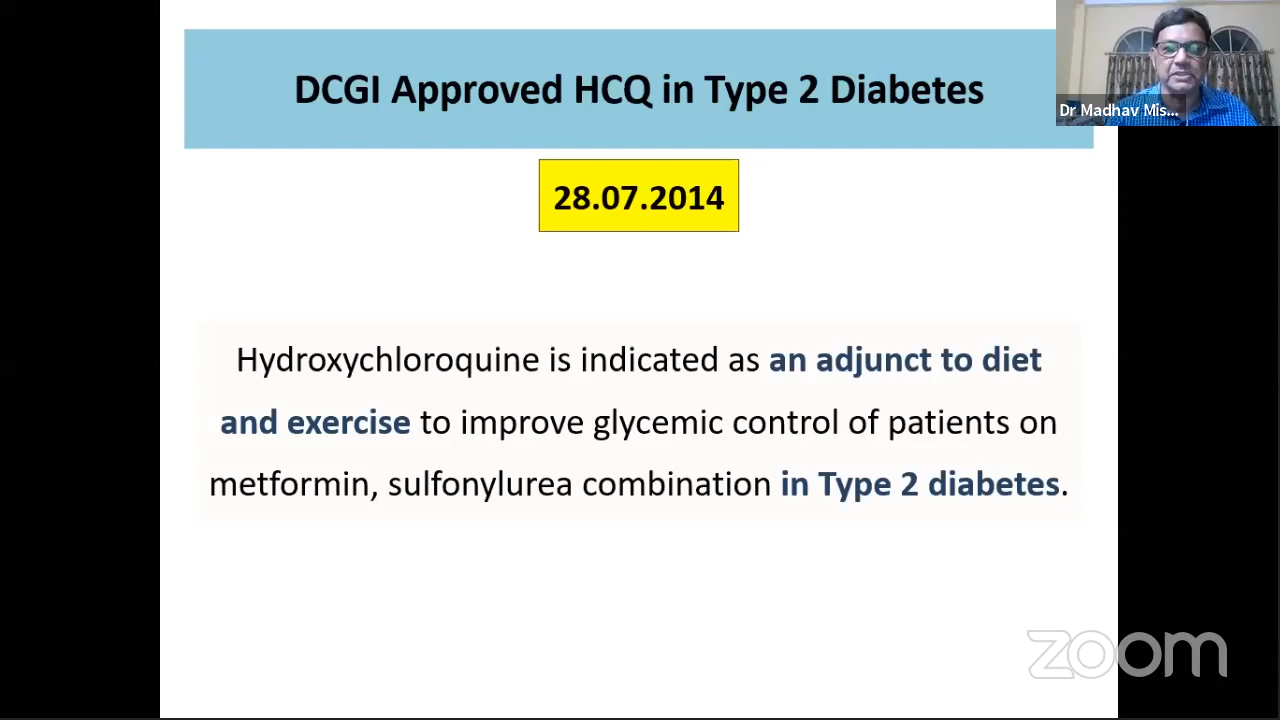 DCGI Approved HCQ in Type 2 Diabetes
Dr Madhav Mis...
28.07.2014
Hydroxychloroquine is indicated as an adjunct to diet
and exercise to improve glycemic control of patients on
metformin, sulfonylurea combination in Type 2 diabetes.
zoom